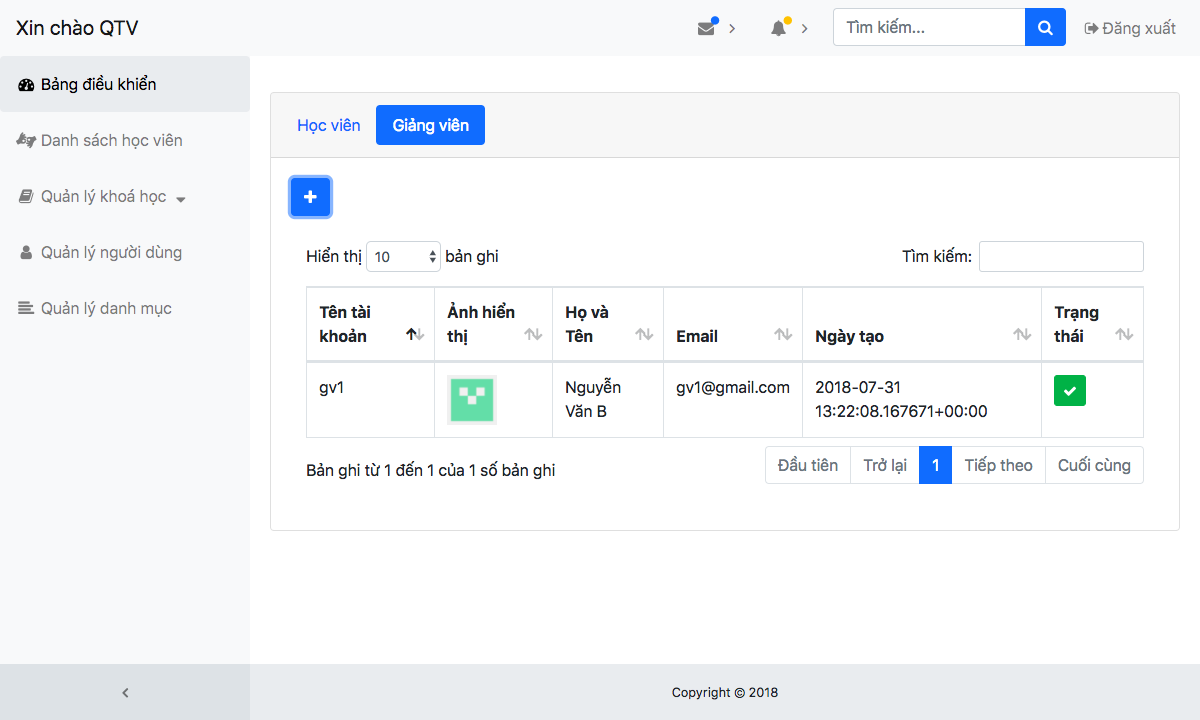 Xin chào QTV
Tìm kiếm...
Đăng xuất
Bảng điều khiển
Danh sách học viên
Quản lý khoá học
Quản lý người dùng
Quản lý danh mục
Học viên
Giảng viên
Hiển thị 10 bản ghi
Tìm kiếm:
Tên tài
khoản
Ảnh hiển
thị
Họ và
Tên
Email
Ngày tạo
Trạng
thái
gv1
Nguyễn
Văn B
gv1@gmail.com
2018-07-31
13:22:08.167671+00:00
Bản ghi từ 1 đến 1 của 1 số bản ghi
Đầu tiên
Trở lại
1
Tiếp theo
Cuối cùng
Copyright © 2018